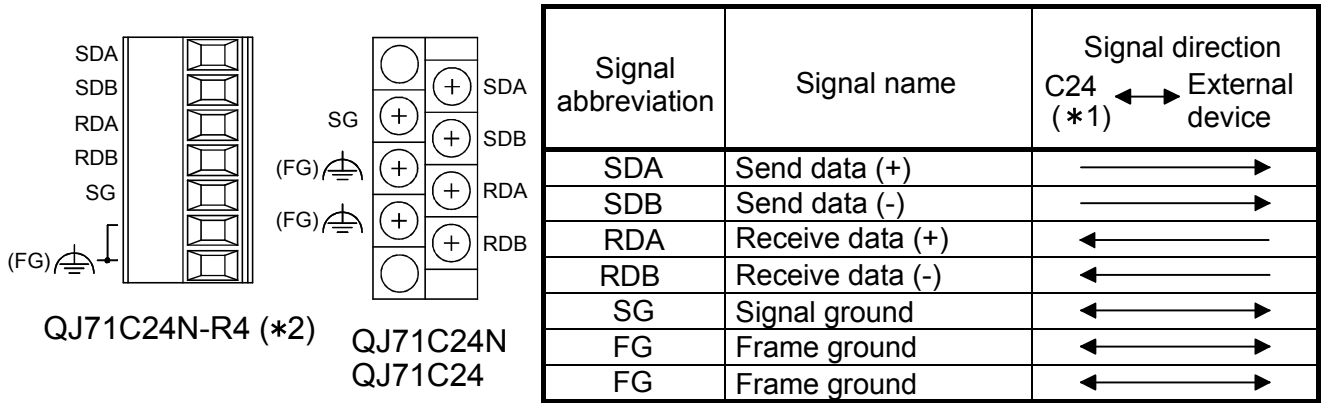 SDA
SDB
RDA
RDB
SG
(FG)
QJ71C24N-R4 (∗2)
SG
(FG)
(FG)
SDA
SDB
RDA
RDB
QJ71C24N
QJ71C24
Signal abbreviation
Signal name
Signal direction
C24 (∗1) ↔ External device
SDA Send data (+) →
SDB Send data (-) →
RDA Receive data (+) ←
RDB Receive data (-) ←
SG Signal ground ↔
FG Frame ground ↔
FG Frame ground ↔